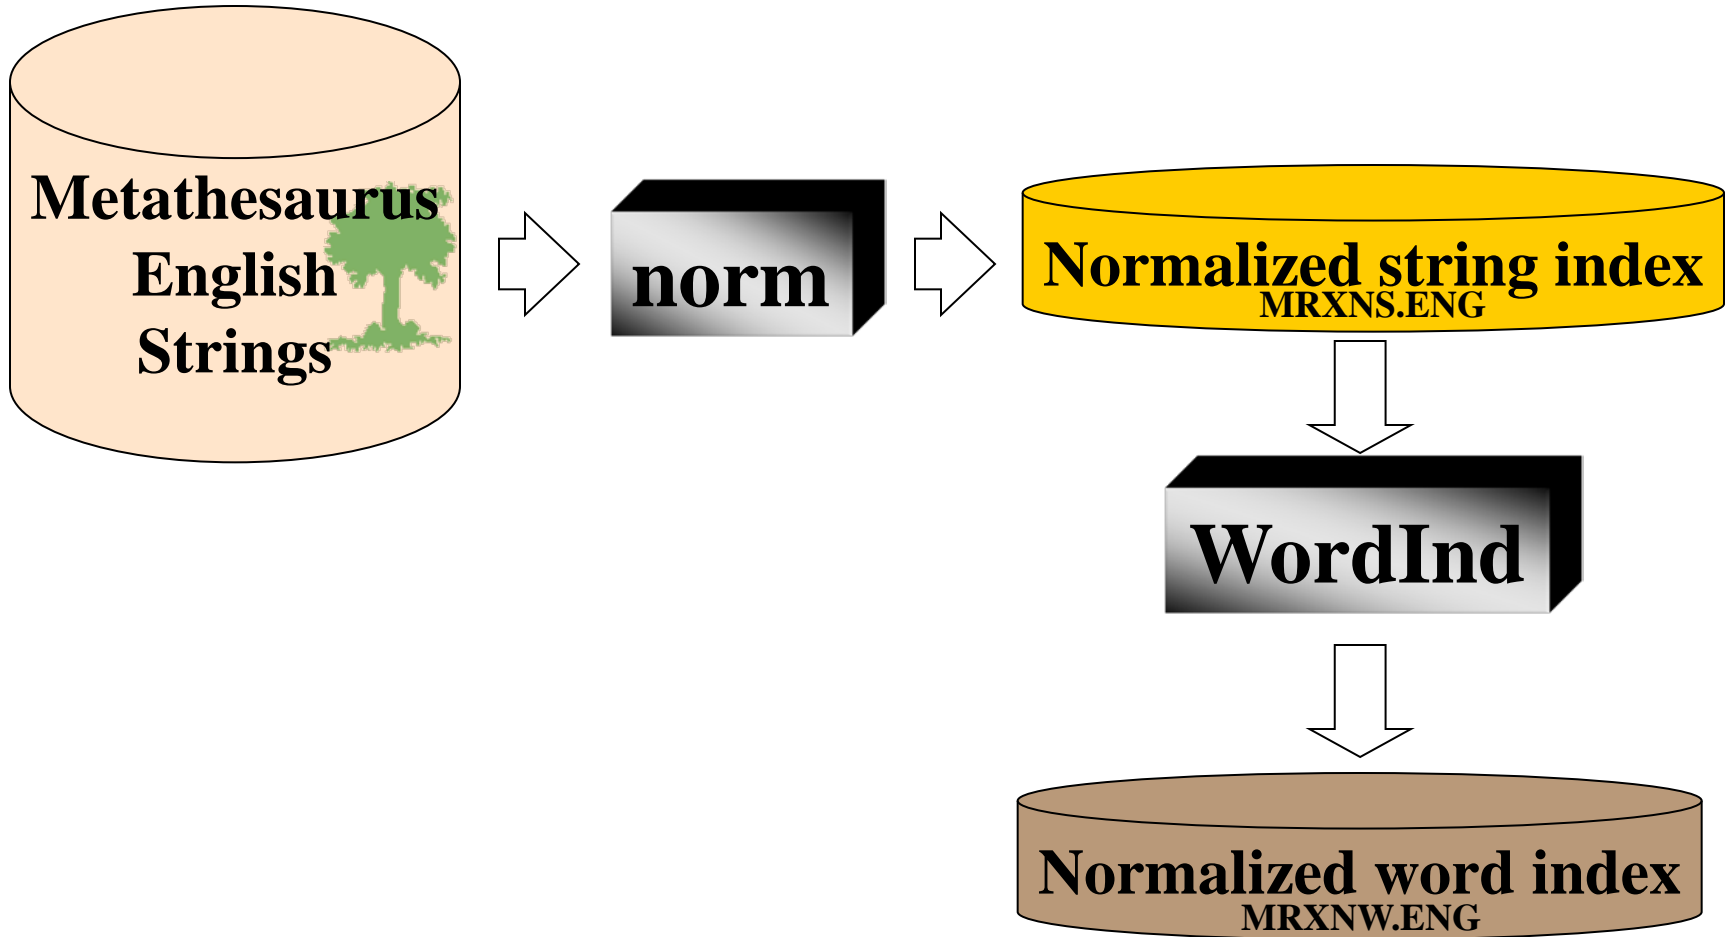 Metathesaurus
English
Strings
norm
Normalized string index
MRXNS.ENG
WordInd
Normalized word index
MRXNW.ENG